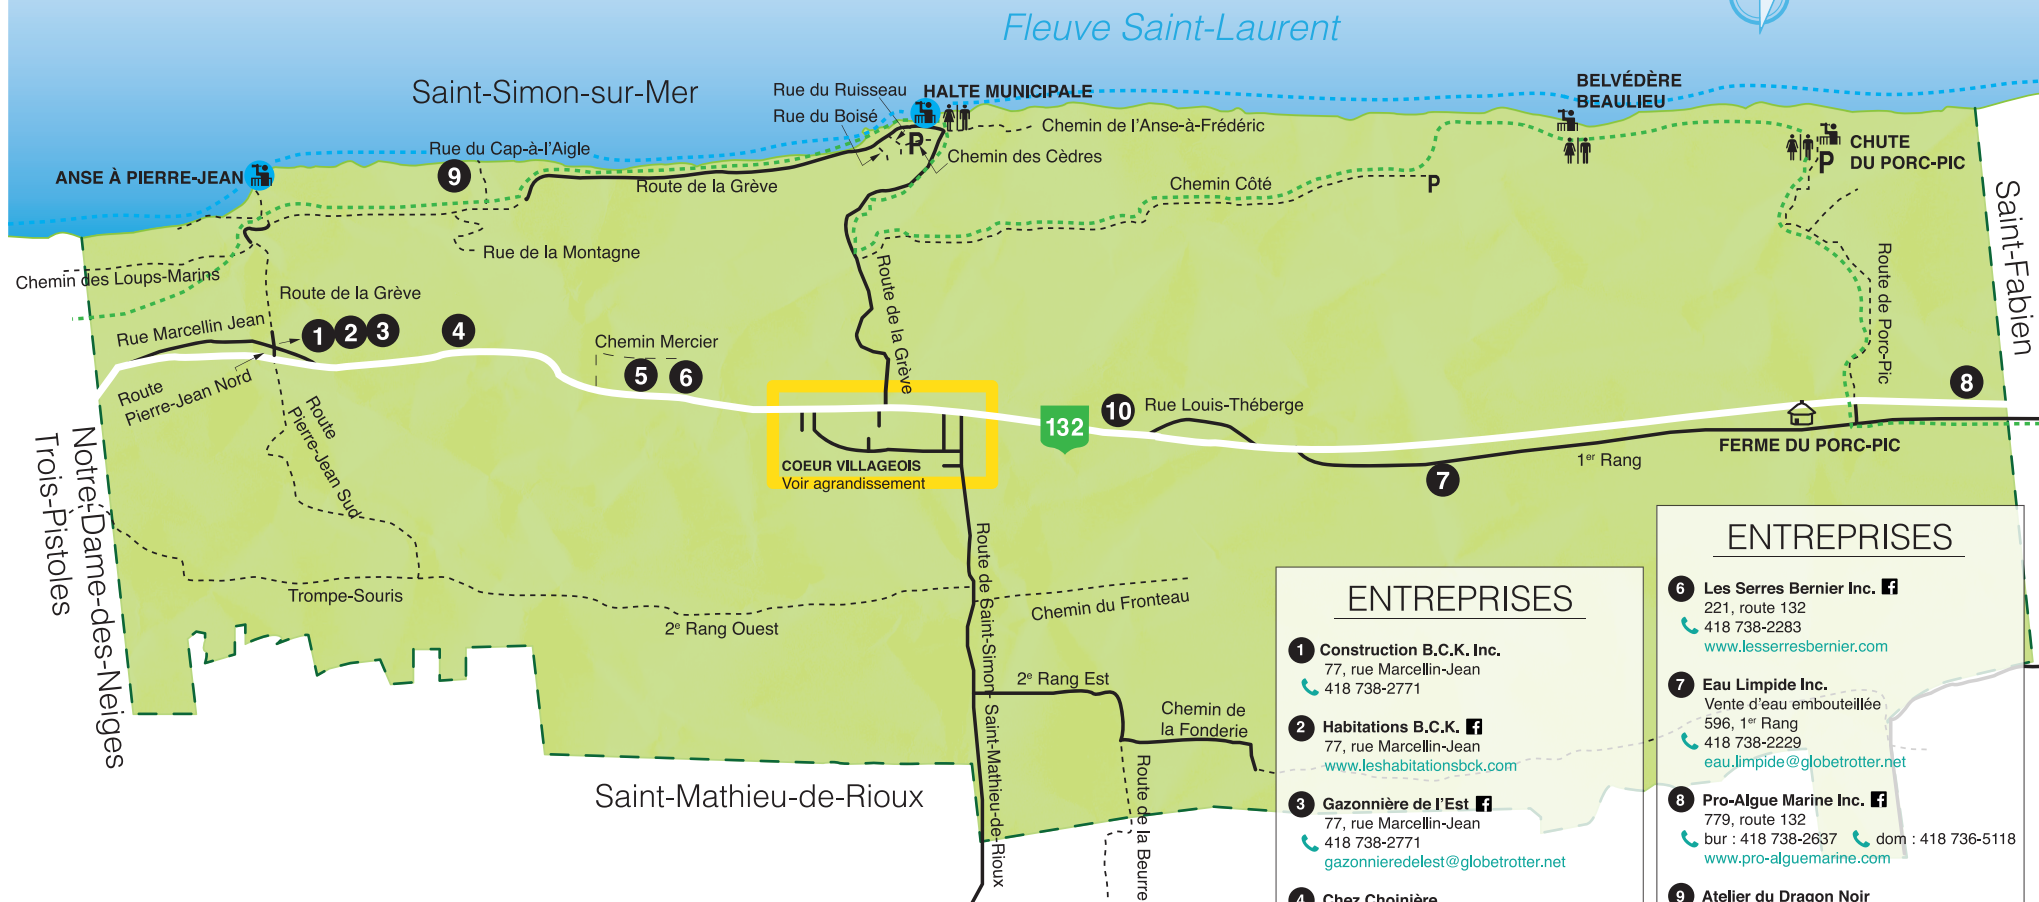 Fleuve Saint-Laurent
Saint-Simon-sur-Mer
Rue du Ruisseau
HALTE MUNICIPALE
Rue du Boisé
P
Chemin de l'Anse-à-Frédéric
Chemin des Cèdres
BELVÉDÈRE
BEAULIEU
CHUTE
DU PORC-PIC
P
ANSE À PIERRE-JEAN
Rue du Cap-à-l'Aigle
9
Route de la Grève
Chemin Côté
P
Saint-Fabien
Rue de la Montagne
Chemin des Loups-Marins
Route de la Grève
Rue Marcellin Jean
1
2
3
4
Chemin Mercier
5
6
Route de la Grève
Route de Porc-Pic
8
Route
Pierre-Jean Nord
Route
Pierre-Jean Sud
132
10
Rue Louis-Théberge
7
1er Rang
FERME DU PORC-PIC
COEUR VILLAGEOIS
Voir agrandissement
Notre-Dame-des-Neiges
Trois-Pistoles
Trompe-Souris
2e Rang Ouest
Chemin du Fronteau
Route de Saint-Simon- Saint-Mathieu-de-Rioux
2e Rang Est
Chemin de
la Fonderie
Route de la Beurre
Saint-Mathieu-de-Rioux
ENTREPRISES
1 Construction B.C.K. Inc.
77, rue Marcellin-Jean
418 738-2771
2 Habitations B.C.K.
77, rue Marcellin-Jean
www.leshabitationsbck.com
3 Gazonnière de l'Est
77, rue Marcellin-Jean
418 738-2771
gazonnieredelest@globetrotter.net
4 Chez Choinière
ENTREPRISES
6 Les Serres Bernier Inc.
221, route 132
418 738-2283
www.lesserresbernier.com
7 Eau Limpide Inc.
Vente d'eau embouteillée
596, 1er Rang
418 738-2229
eau.limpide@globetrotter.net
8 Pro-Algue Marine Inc.
779, route 132
bur : 418 738-2637 dom : 418 736-5118
www.pro-alguemarine.com
9 Atelier du Dragon Noir